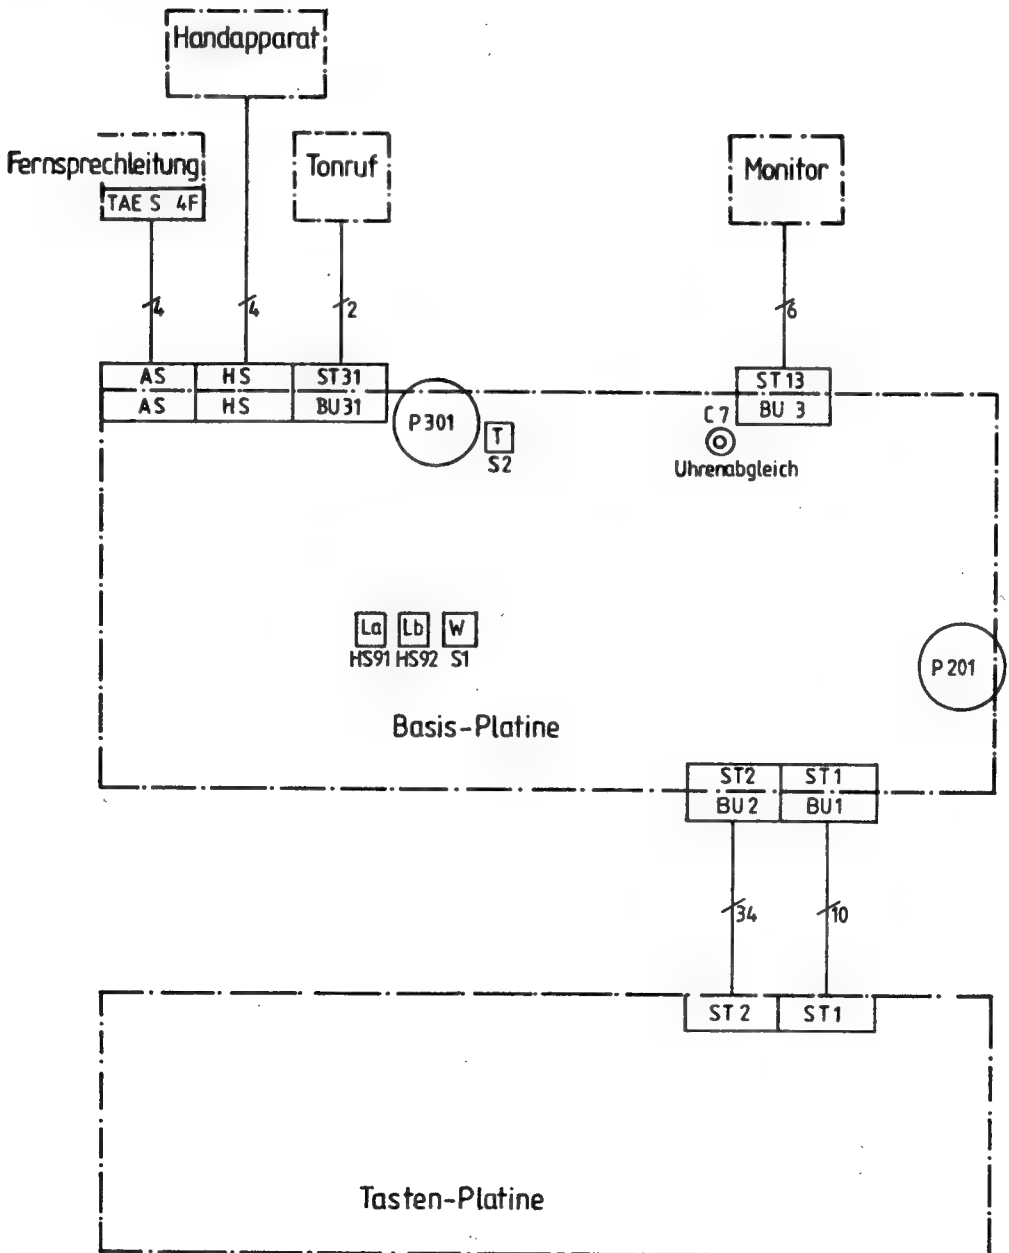 Handapparat
Fernsprechleitung
TAE S 4F
Tonruf
Monitor
4
4
2
6
AS
HS
ST31
AS
HS
BU31
ST13
BU 3
P301
T
S2
C7
Uhrenabgleich
La
Lb
W
HS91
HS92
S1
P201
Basis-Platine
ST2
ST1
BU2
BU1
34
10
ST2
ST1
Tasten-Platine